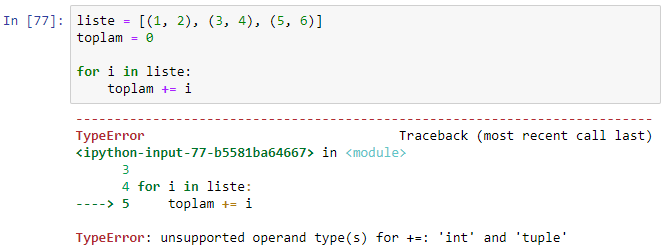 In [77]: liste = [(1, 2), (3, 4), (5, 6)]
toplam = 0
for i in liste:
    toplam += i
---------------------------------------------------------------------------
TypeError                                 Traceback (most recent call last)
<ipython-input-77-b5581ba64667> in <module>
      3
      4 for i in liste:
----> 5     toplam += i
TypeError: unsupported operand type(s) for +=: 'int' and 'tuple'